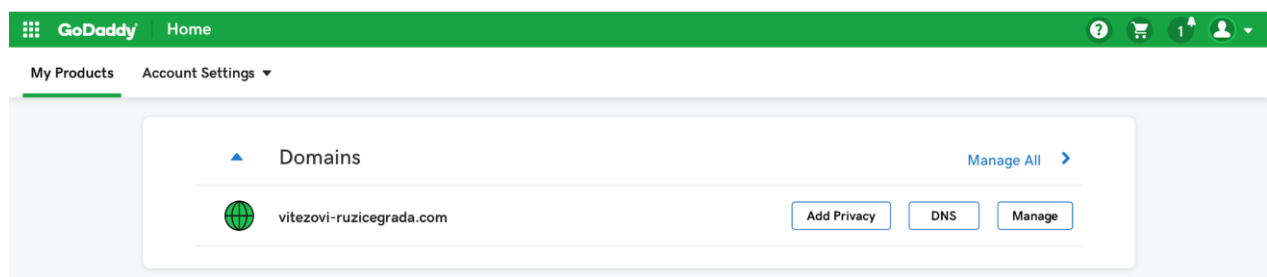 GoDaddy Home 1
My Products Account Settings
Domains Manage All
vitezovi-ruzicegrada.com Add Privacy DNS Manage